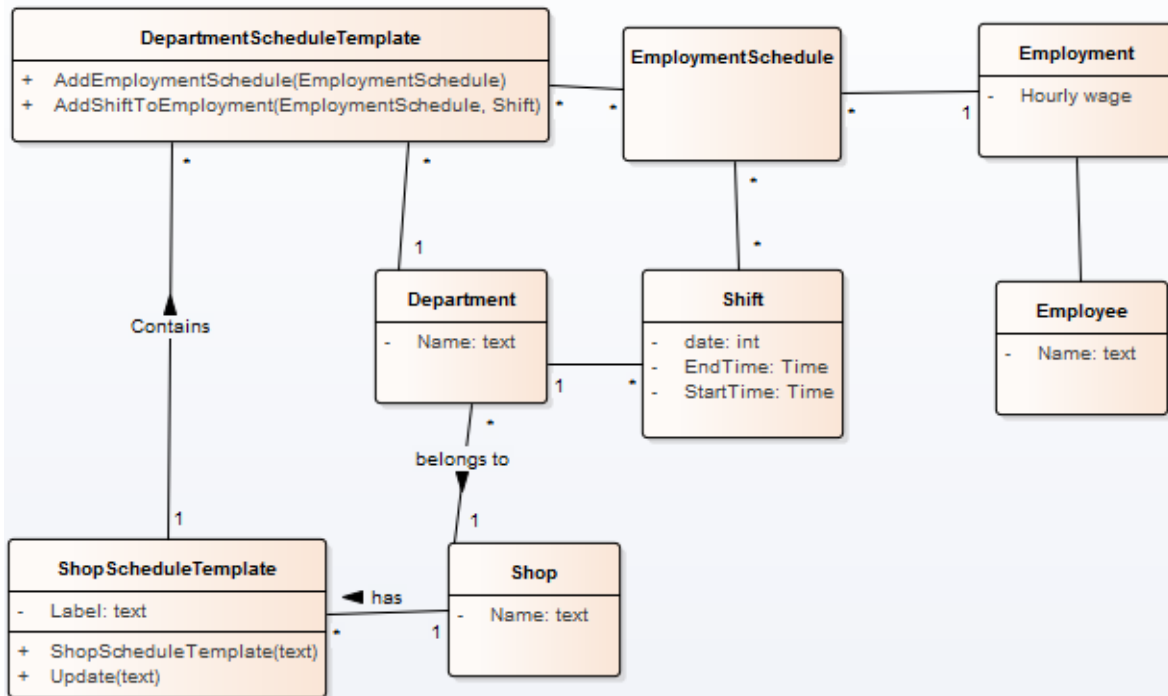 DepartmentScheduleTemplate
+ AddEmploymentSchedule(EmploymentSchedule)
+ AddShiftToEmployment(EmploymentSchedule, Shift)
EmploymentSchedule
Employment
- Hourly wage
* *
* 1
* *
*
*
1
Contains
Department
- Name: text
Shift
- date: int
- EndTime: Time
- StartTime: Time
1 *
Employee
- Name: text
*
belongs to
1
1
ShopScheduleTemplate
- Label: text
+ ShopScheduleTemplate(text)
+ Update(text)
has
* 1
Shop
- Name: text